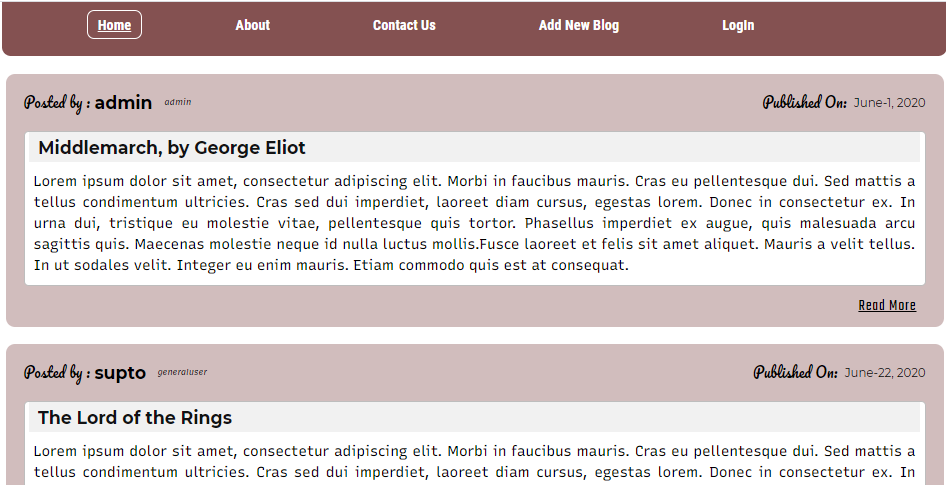 Home About Contact Us Add New Blog LogIn
Posted by : admin admin Published On: June-1, 2020
Middlemarch, by George Eliot
Lorem ipsum dolor sit amet, consectetur adipiscing elit. Morbi in faucibus mauris. Cras eu pellentesque dui. Sed mattis a
tellus condimentum ultricies. Cras sed dui imperdiet, laoreet diam cursus, egestas lorem. Donec in consectetur ex. In
urna dui, tristique eu molestie vitae, pellentesque quis tortor. Phasellus imperdiet ex augue, quis malesuada arcu
sagittis quis. Maecenas molestie neque id nulla luctus mollis.Fusce laoreet et felis sit amet aliquet. Mauris a velit tellus.
In ut sodales velit. Integer eu enim mauris. Etiam commodo quis est at consequat.
Read More
Posted by : supto generaluser Published On: June-22, 2020
The Lord of the Rings
Lorem ipsum dolor sit amet, consectetur adipiscing elit. Morbi in faucibus mauris. Cras eu pellentesque dui. Sed mattis a
tellus condimentum ultricies. Cras sed dui imperdiet, laoreet diam cursus, egestas lorem. Donec in consectetur ex. In